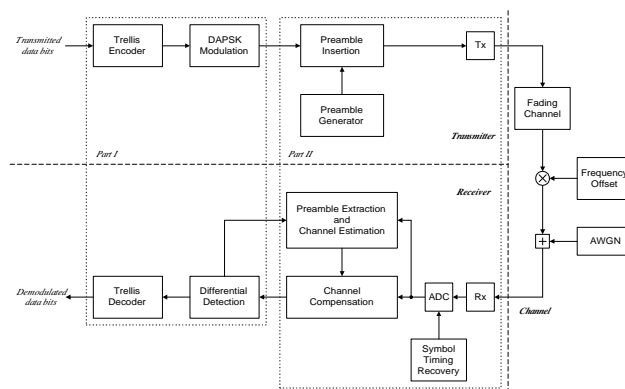 Transmitted
data bits
Trellis
Encoder
DAPSK
Modulation
Preamble
Insertion
Tx
Preamble
Generator
Fading
Channel
Transmitter
Part I
Part II
Frequency
Offset
Receiver
Preamble Extraction
and
Channel Estimation
AWGN
Demodulated
data bits
Trellis
Decoder
Differential
Detection
Channel
Compensation
ADC
Rx
Channel
Symbol
Timing
Recovery